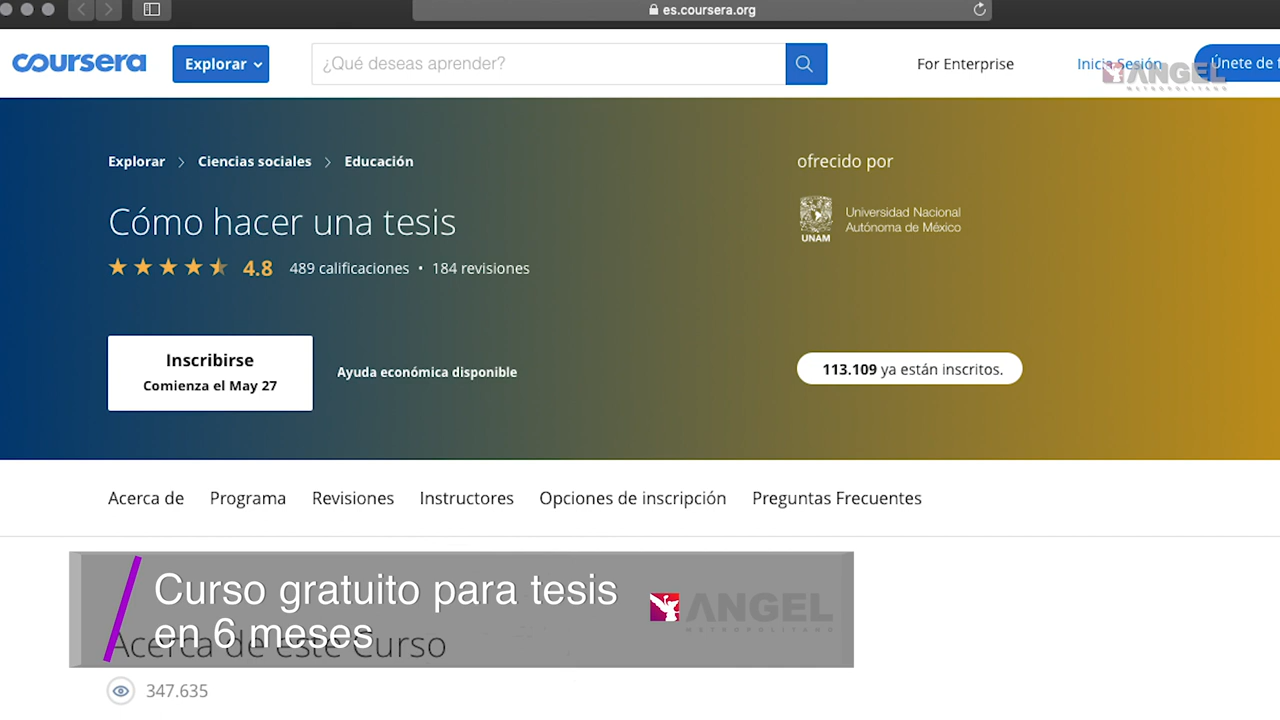 es.coursera.org
coursera
Explorar
¿Qué deseas aprender?
For Enterprise
Inicia Sesión
Únete de f
ANGEL
METROPOLITANO
Explorar > Ciencias sociales > Educación
ofrecido por
Cómo hacer una tesis
UNAM
Universidad Nacional
Autónoma de México
4.8 489 calificaciones • 184 revisiones
Inscribirse
Comienza el May 27
Ayuda económica disponible
113.109 ya están inscritos.
Acerca de Programa Revisiones Instructores Opciones de inscripción Preguntas Frecuentes
Curso gratuito para tesis
en 6 meses
ANGEL
METROPOLITANO
Acerca de este Curso
347.635